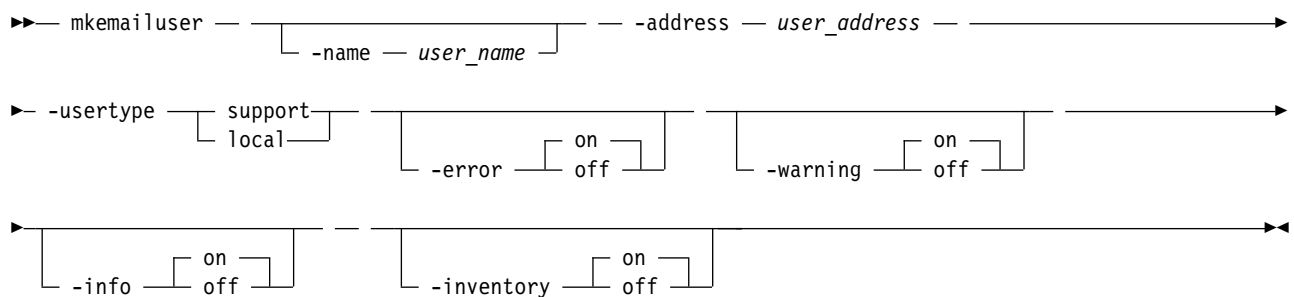 mkemailuser -name user_name -address user_address
-usertype support local -error on off -warning on off
-info on off -inventory on off